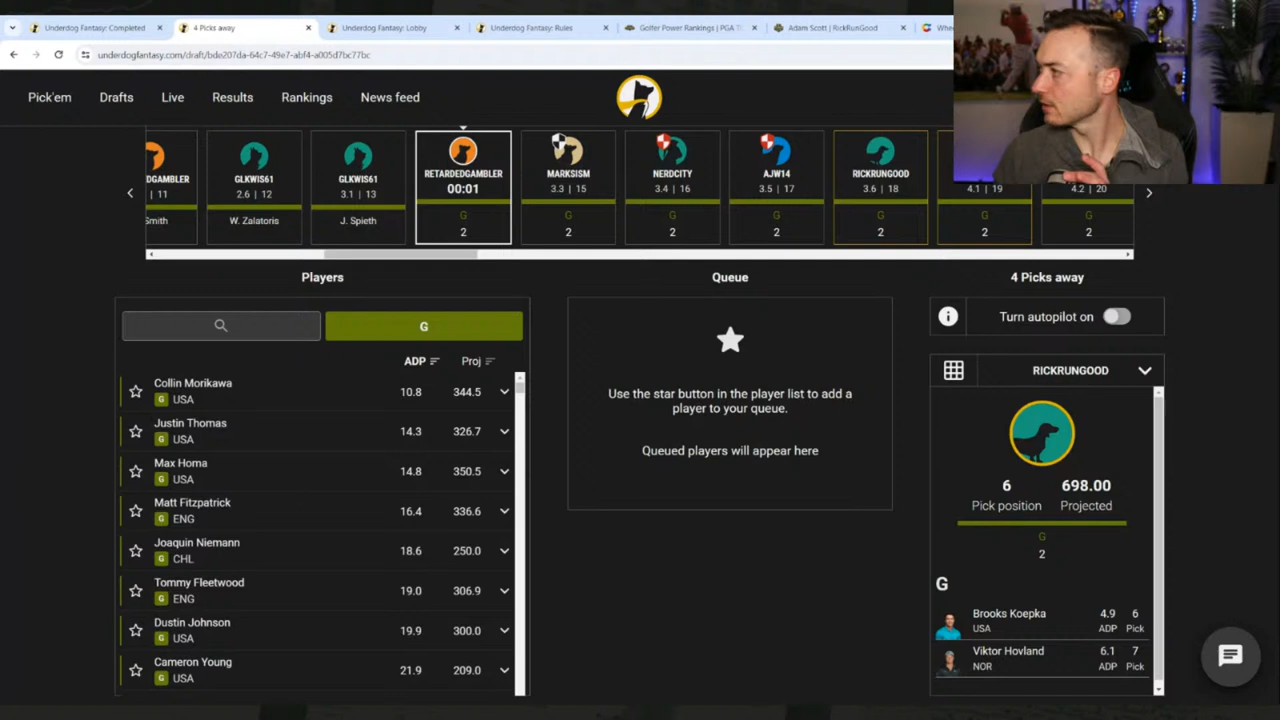 Underdog Fantasy: Completed
4 Picks away
Underdog Fantasy: Lobby
Underdog Fantasy: Rules
Golfer Power Rankings | PGA T
Adam Scott | RickRunGood
underdogfantasy.com/draft/bde207da-64c7-49e7-abf4-a005d7bc77bc
Pick'em Drafts Live Results Rankings News feed
DGAMBLER GLKWIS61 GLKWIS61 RETARDEDGAMBLER MARKSISM NERDCITY AJW14 RICKRUNGOOD
| 11 2.6 | 12 3.1 | 13 00:01 3.3 | 15 3.4 | 16 3.5 | 17 3.6 | 18 4.1 | 19 4.2 | 20
Smith W. Zalatoris J. Spieth G G G G G G G
2 2 2 2 2 2 2
Players
G
ADP Proj
Collin Morikawa
G USA 10.8 344.5
Justin Thomas
G USA 14.3 326.7
Max Homa
G USA 14.8 350.5
Matt Fitzpatrick
G ENG 16.4 336.6
Joaquin Niemann
G CHL 18.6 250.0
Tommy Fleetwood
G ENG 19.0 306.9
Dustin Johnson
G USA 19.9 300.0
Cameron Young
G USA 21.9 209.0
Queue
Use the star button in the player list to add a
player to your queue.
Queued players will appear here
4 Picks away
Turn autopilot on
RICKRUNGOOD
6 698.00
Pick position Projected
G
2
G
Brooks Koepka 4.9 6
USA ADP Pick
Viktor Hovland 6.1 7
NOR ADP Pick